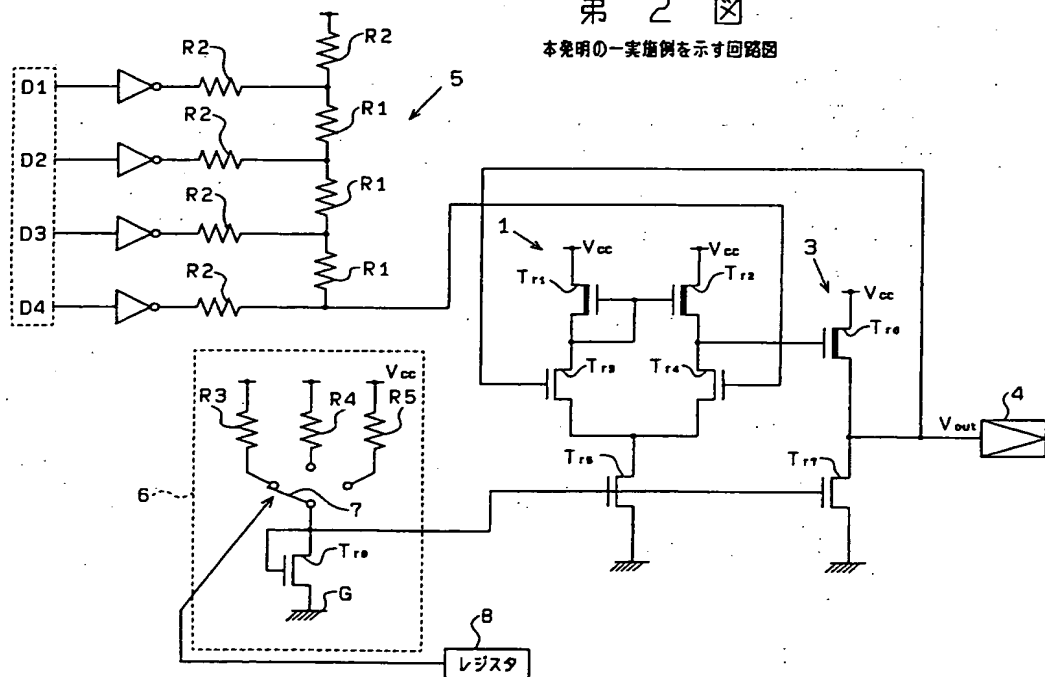 第 2 図
本発明の一実施例を示す回路図
R2
R2
D1
5
R1
R2
D2
R1
R2
D3
R1
R2
D4
1
Vcc
Vcc
3
Vcc
Tr1
Tr2
Tr6
Tr3
Tr4
Vcc
R3
R4
R5
Vout
4
Tr5
Tr7
6
7
Tr8
G
8
レジスタ